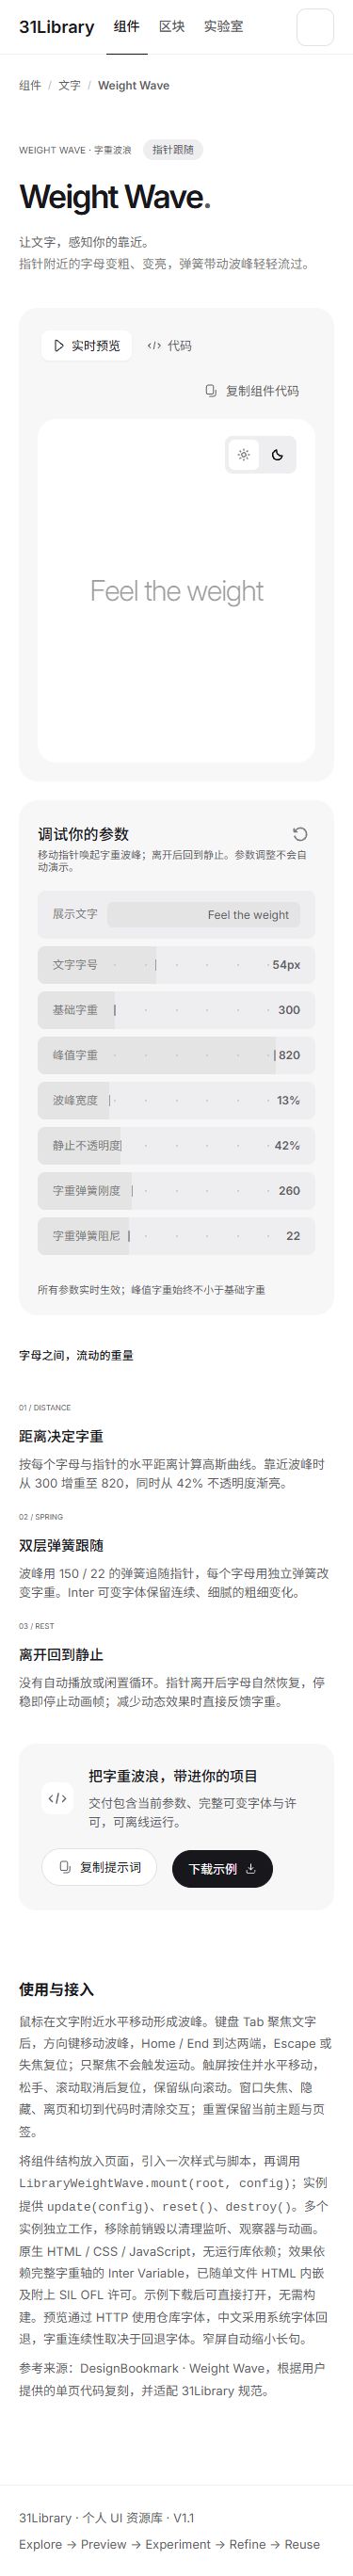 31Library 组件 区块 实验室
组件 / 文字 / Weight Wave
WEIGHT WAVE · 字重波浪 指针跟随
Weight Wave.
让文字，感知你的靠近。
指针附近的字母变粗、变亮，弹簧带动波峰轻轻流过。
实时预览 </> 代码
复制组件代码
Feel the weight
调试你的参数
移动指针唤起字重波峰；离开后回到静止。参数调整不会自
动演示。
展示文字 Feel the weight
文字字号 54px
基础字重 300
峰值字重 820
波峰宽度 13%
静止不透明度 42%
字重弹簧刚度 260
字重弹簧阻尼 22
所有参数实时生效；峰值字重始终不小于基础字重
字母之间，流动的重量
01 / DISTANCE
距离决定字重
按每个字母与指针的水平距离计算高斯曲线。靠近波峰时
从 300 增重至 820，同时从 42% 不透明度渐亮。
02 / SPRING
双层弹簧跟随
波峰用 150 / 22 的弹簧追随指针，每个字母用独立弹簧改
变字重。Inter 可变字体保留连续、细腻的粗细变化。
03 / REST
离开回到静止
没有自动播放或闲置循环。指针离开后字母自然恢复，停
稳即停止动画帧；减少动态效果时直接反馈字重。
</> 把字重波浪，带进你的项目
交付包含当前参数、完整可变字体与许
可，可离线运行。
复制提示词 下载示例
使用与接入
鼠标在文字附近水平移动形成波峰。键盘 Tab 聚焦文字
后，方向键移动波峰，Home / End 到达两端，Escape 或
失焦复位；只聚焦不会触发运动。触屏按住并水平移动，
松手、滚动取消后复位，保留纵向滚动。窗口失焦、隐
藏、离页和切到代码时清除交互；重置保留当前主题与页
签。
将组件结构放入页面，引入一次样式与脚本，再调用
LibraryWeightWave.mount(root, config)；实例
提供 update(config)、reset()、destroy()。多个
实例独立工作，移除前销毁以清理监听、观察器与动画。
原生 HTML / CSS / JavaScript，无运行库依赖；效果依
赖完整字重轴的 Inter Variable，已随单文件 HTML 内嵌
及附上 SIL OFL 许可。示例下载后可直接打开，无需构
建。预览通过 HTTP 使用仓库字体，中文采用系统字体回
退，字重连续性取决于回退字体。窄屏自动缩小长句。
参考来源：DesignBookmark · Weight Wave，根据用户
提供的单页代码复刻，并适配 31Library 规范。
31Library · 个人 UI 资源库 · V1.1
Explore → Preview → Experiment → Refine → Reuse